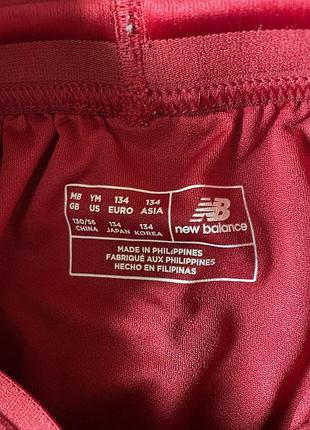 MB YM 134 134
GB US EURO ASIA
130/56 134 134
CHINA JAPAN KOREA
NB
new balance
MADE IN PHILIPPINES
FABRIQUÉ AUX PHILIPPINES
HECHO EN FILIPINAS